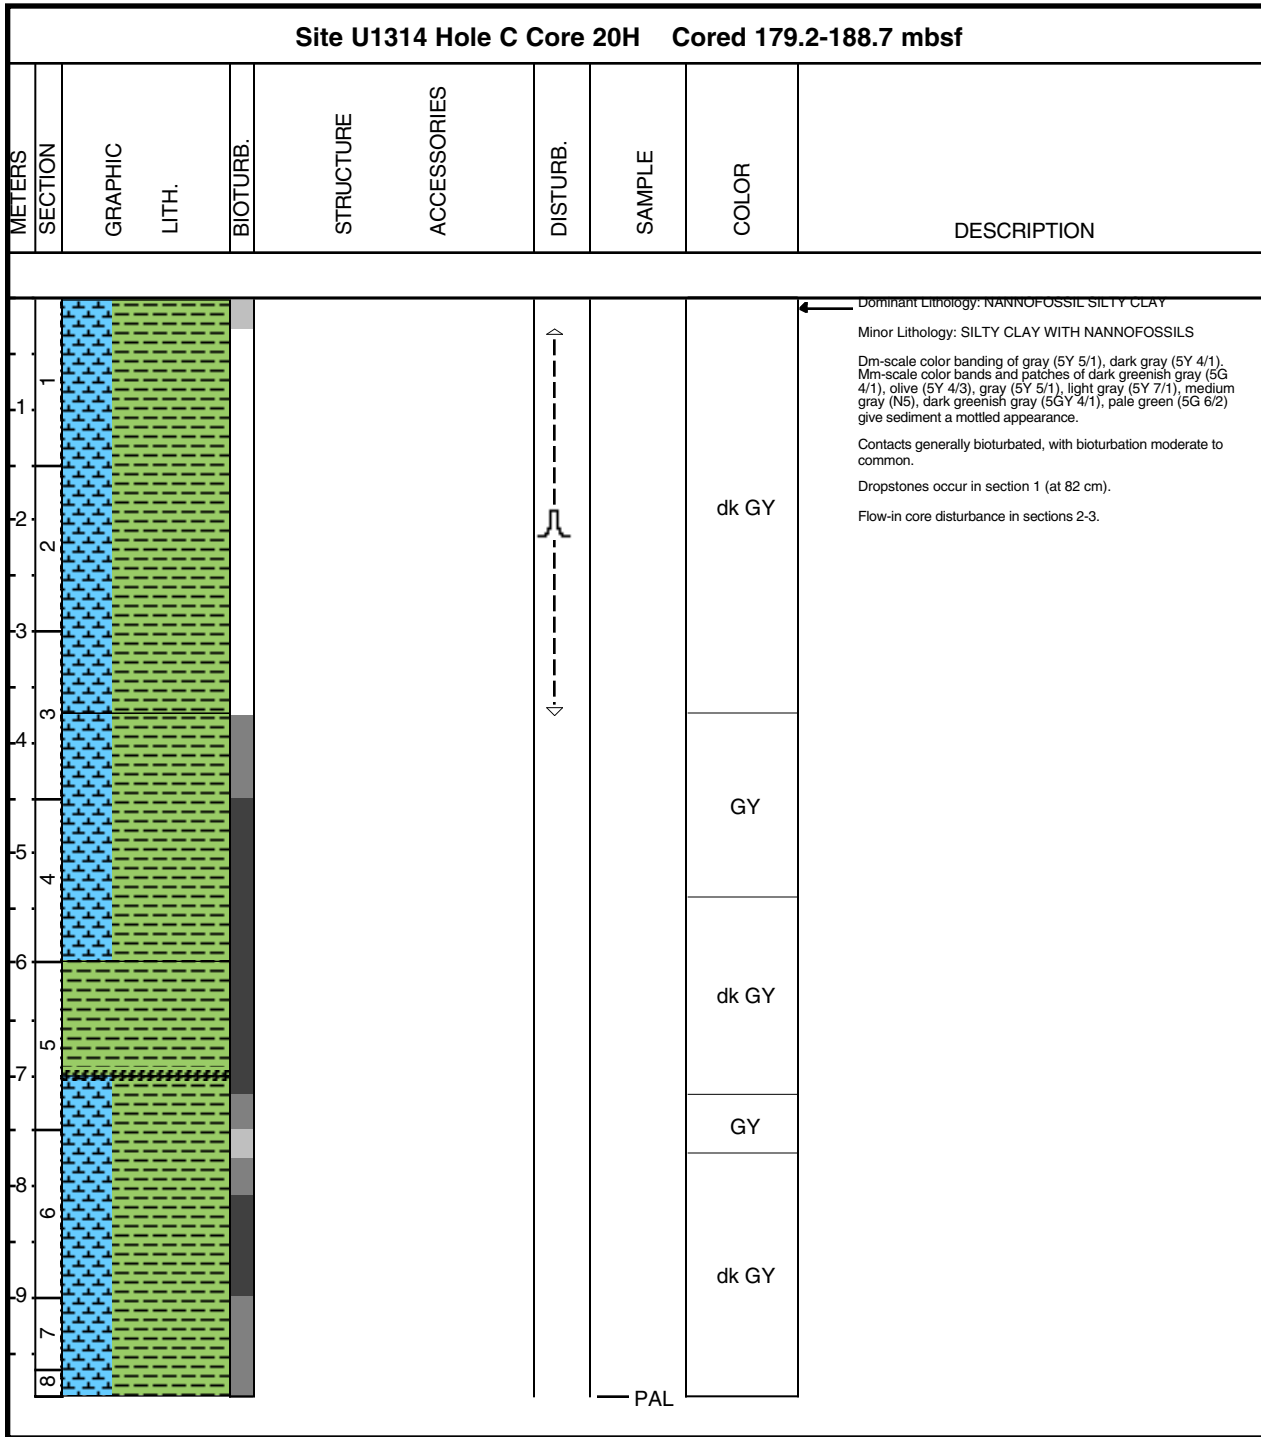 Site U1314 Hole C Core 20H Cored 179.2-188.7 mbsf
METERS
SECTION
GRAPHIC
LITH.
BIOTURB.
STRUCTURE
ACCESSORIES
DISTURB.
SAMPLE
COLOR
DESCRIPTION
Dominant Lithology: NANNOFOSSIL SILTY CLAY
Minor Lithology: SILTY CLAY WITH NANNOFOSSILS
Dm-scale color banding of gray (5Y 5/1), dark gray (5Y 4/1).
Mm-scale color bands and patches of dark greenish gray (5G
4/1), olive (5Y 4/3), gray (5Y 5/1), light gray (5Y 7/1), medium
gray (N5), dark greenish gray (5GY 4/1), pale green (5G 6/2)
give sediment a mottled appearance.
Contacts generally bioturbated, with bioturbation moderate to
common.
Dropstones occur in section 1 (at 82 cm).
Flow-in core disturbance in sections 2-3.
1
1
2
2
dk GY
3
3
4
GY
5
4
6
dk GY
5
7
GY
8
6
dk GY
9
7
8
PAL